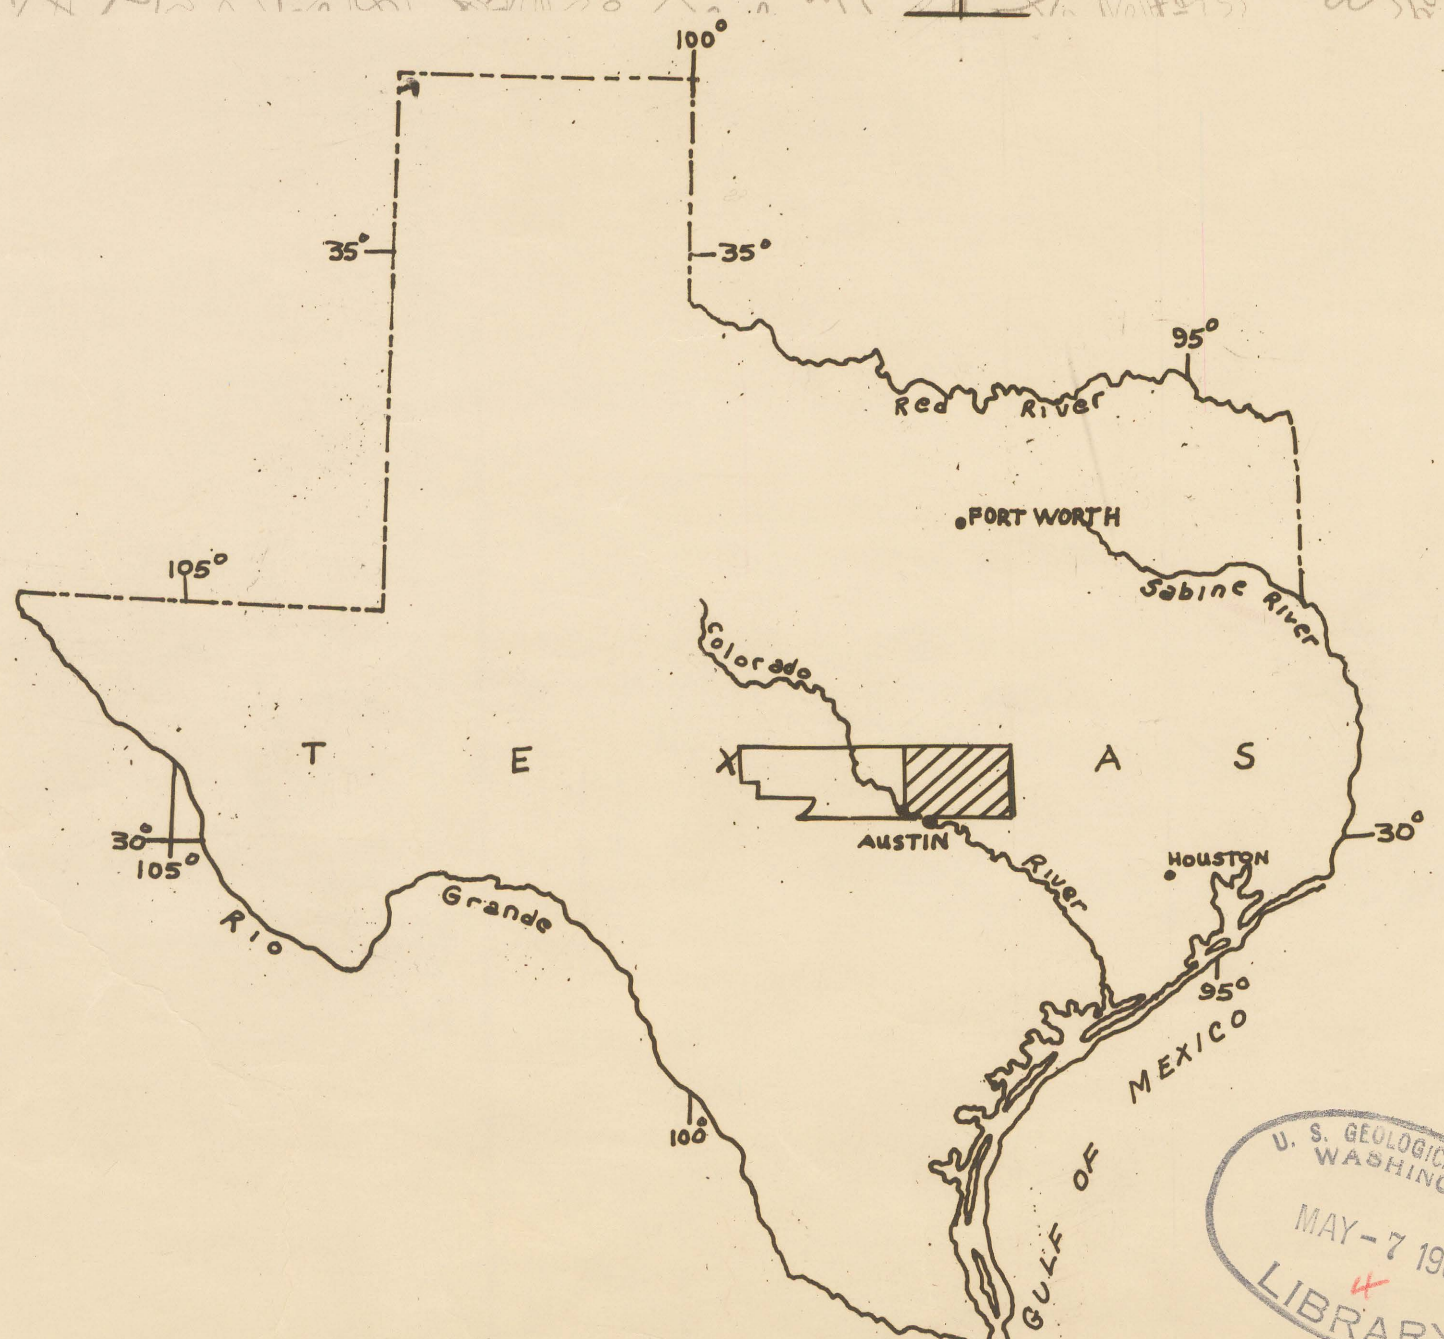 100°
35°
35°
95°
Red River
FORT WORTH
105°
Sabine River
Colorado
T E X A S
30°
105°
AUSTIN
30°
HOUSTON
River
Rio Grande
95°
MEXICO
100°
OF
GULF
U. S. GEOLOGIC
WASHING
MAY - 7 19
4
LIBRARY